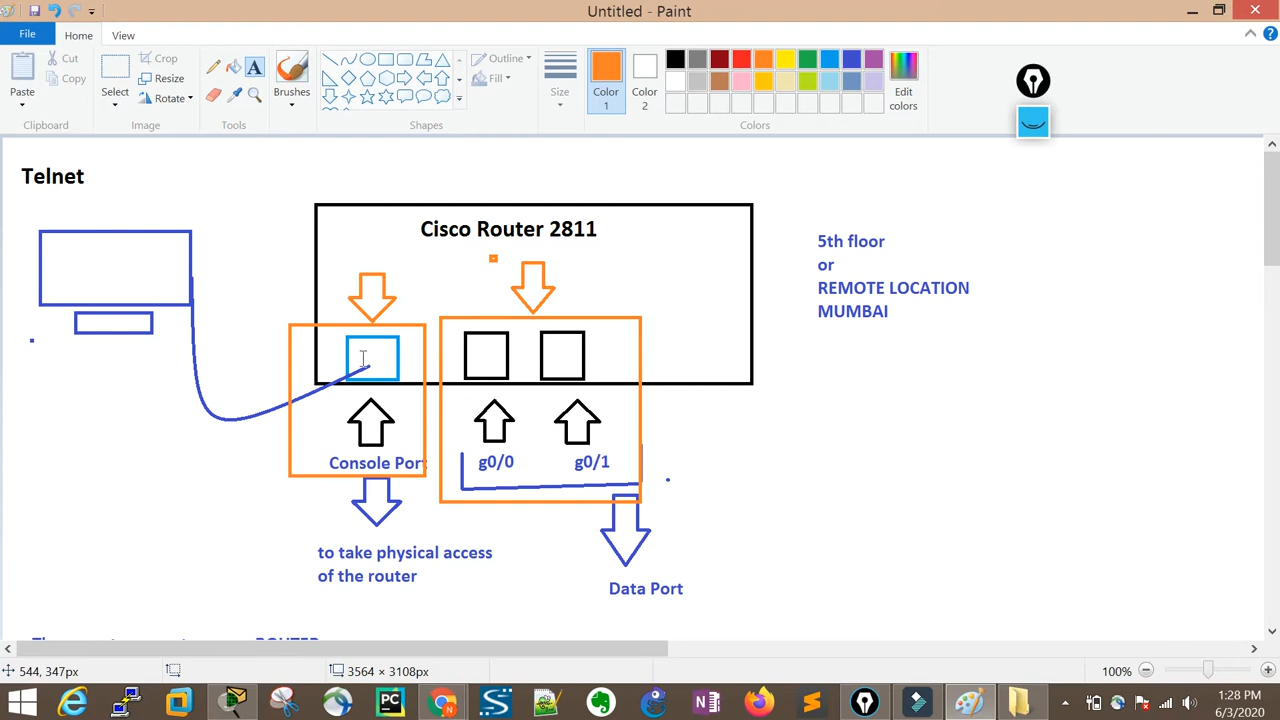 Untitled - Paint
File
Home
View
Paste
Cut
Copy
Clipboard
Select
Crop
Resize
Rotate
Image
Tools
Brushes
Shapes
Outline
Fill
Size
Color 1
Color 2
Edit colors
Colors
Telnet
Cisco Router 2811
5th floor
or
REMOTE LOCATION
MUMBAI
Console Port
g0/0
g0/1
to take physical access
of the router
Data Port
ROUTER
544, 347px
3564 × 3108px
100%
PC
N
1:28 PM
6/3/2020